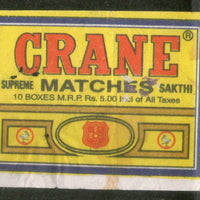 CRANE ®
SUPREME MATCHES SAKTHI
10 BOXES M.R.P. Rs. 5.00 Incl of All Taxes